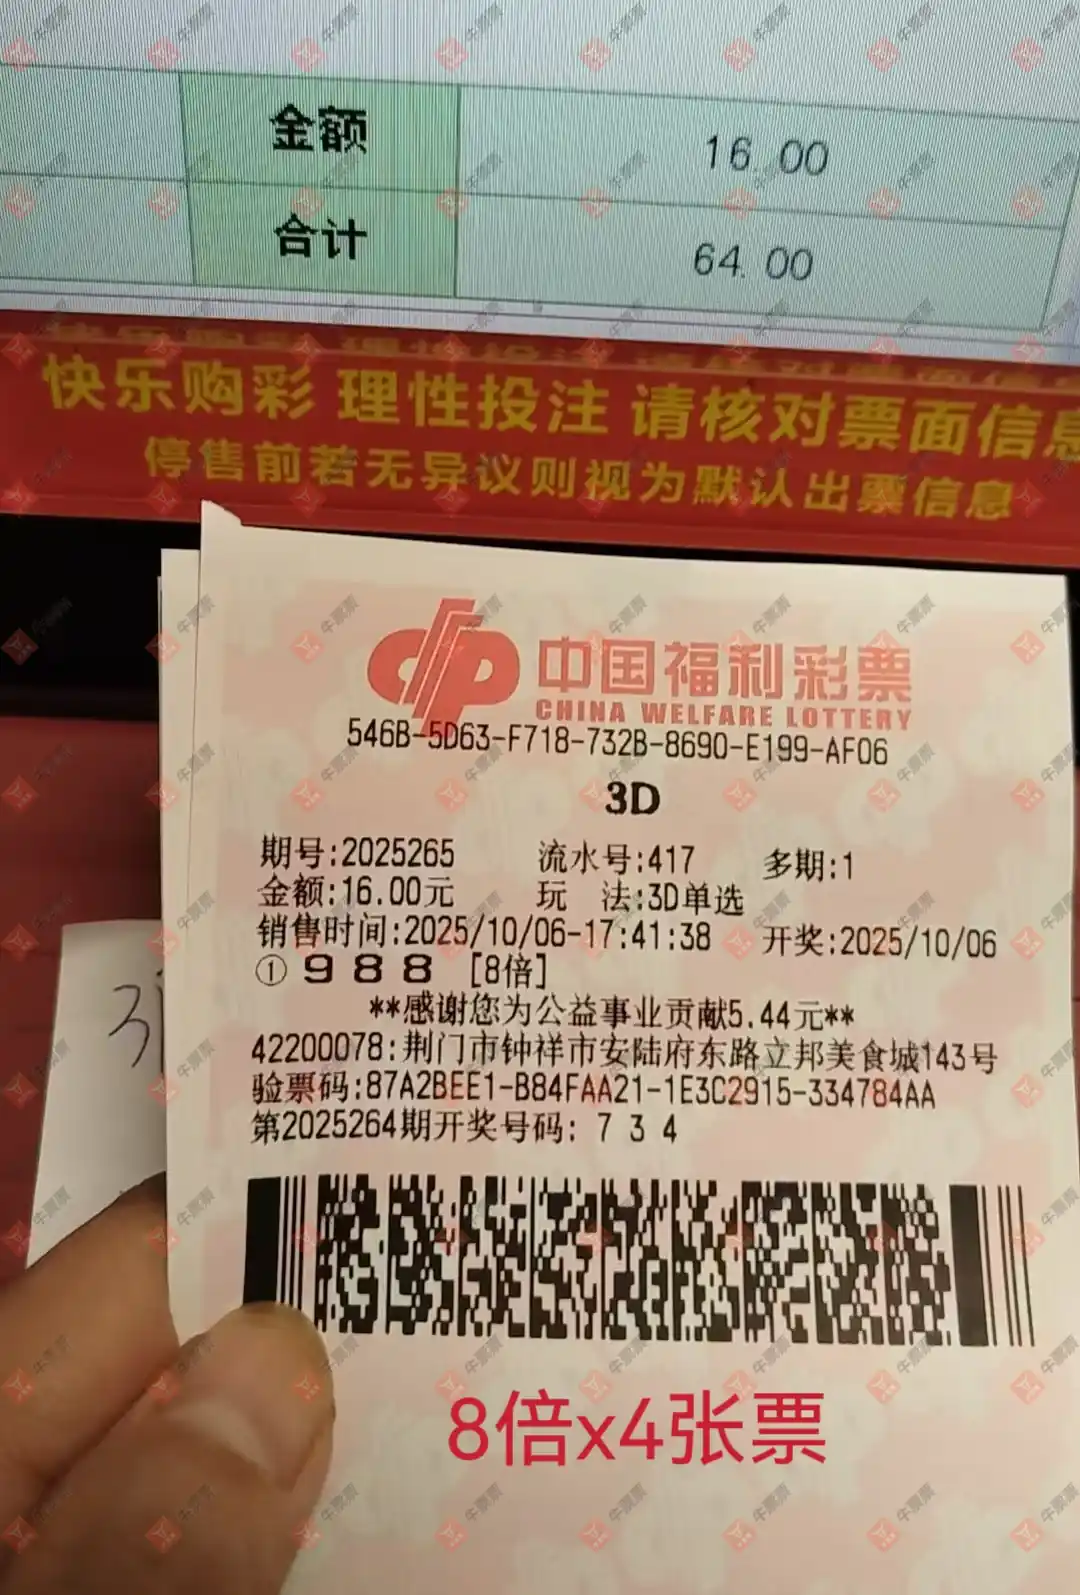 金额 16.00
合计 64.00
快乐购彩 理性投注 请核对票面信息
停售前若无异议则视为默认出票信息
中国福利彩票
CHINA WELFARE LOTTERY
546B-5D63-F718-732B-8690-E199-AF06
3D
期号:2025265 流水号:417 多期:1
金额:16.00元 玩 法:3D单选
销售时间:2025/10/06-17:41:38 开奖:2025/10/06
① 9 8 8 [8倍]
**感谢您为公益事业贡献5.44元**
42200078:荆门市钟祥市安陆府东路立邦美食城143号
验票码:87A2BEE1-B84FAA21-1E3C2915-334784AA
第2025264期开奖号码: 7 3 4
8倍x4张票
牛票票